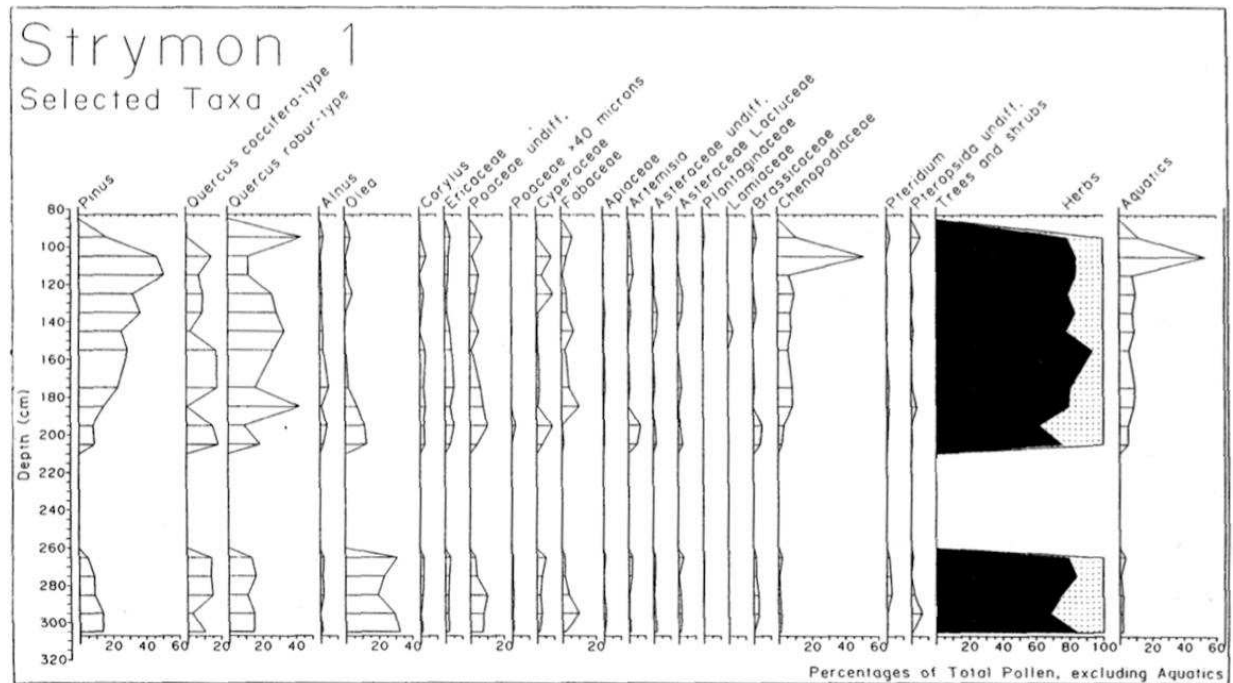 Strymon 1
Selected Taxa
Pinus
Quercus coccifera-type
Quercus robur-type
Alnus
Olea
Corylus
Ericaceae
Poaceae undiff.
Poaceae >40 microns
Cyperaceae
Fabaceae
Apiaceae
Artemisia
Asteraceae undiff.
Asteraceae Lactuceae
Plantaginaceae
Lamiaceae
Brassicaceae
Chenopodiaceae
Pteridium
Pteropsida undiff.
Trees and shrubs
Herbs
Aquatics
Depth (cm)
80
100
120
140
160
180
200
220
240
260
280
300
320
20 40 60 20 20 40 60 20 20 20 40 60 20 40 60 80 100 20 40 60
Percentages of Total Pollen, excluding Aquatics